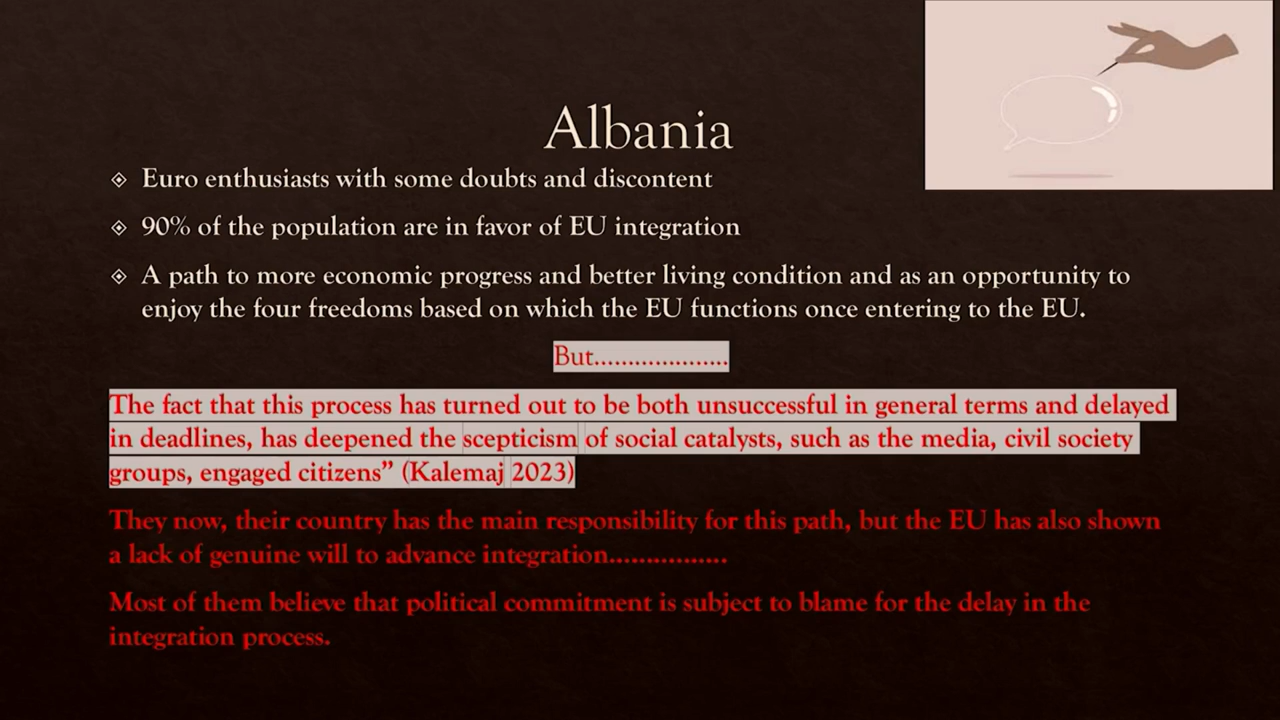 Albania
Euro enthusiasts with some doubts and discontent
90% of the population are in favor of EU integration
A path to more economic progress and better living condition and as an opportunity to
enjoy the four freedoms based on which the EU functions once entering to the EU.
But....................
The fact that this process has turned out to be both unsuccessful in general terms and delayed
in deadlines, has deepened the scepticism of social catalysts, such as the media, civil society
groups, engaged citizens” (Kalemaj 2023)
They now, their country has the main responsibility for this path, but the EU has also shown
a lack of genuine will to advance integration................
Most of them believe that political commitment is subject to blame for the delay in the
integration process.